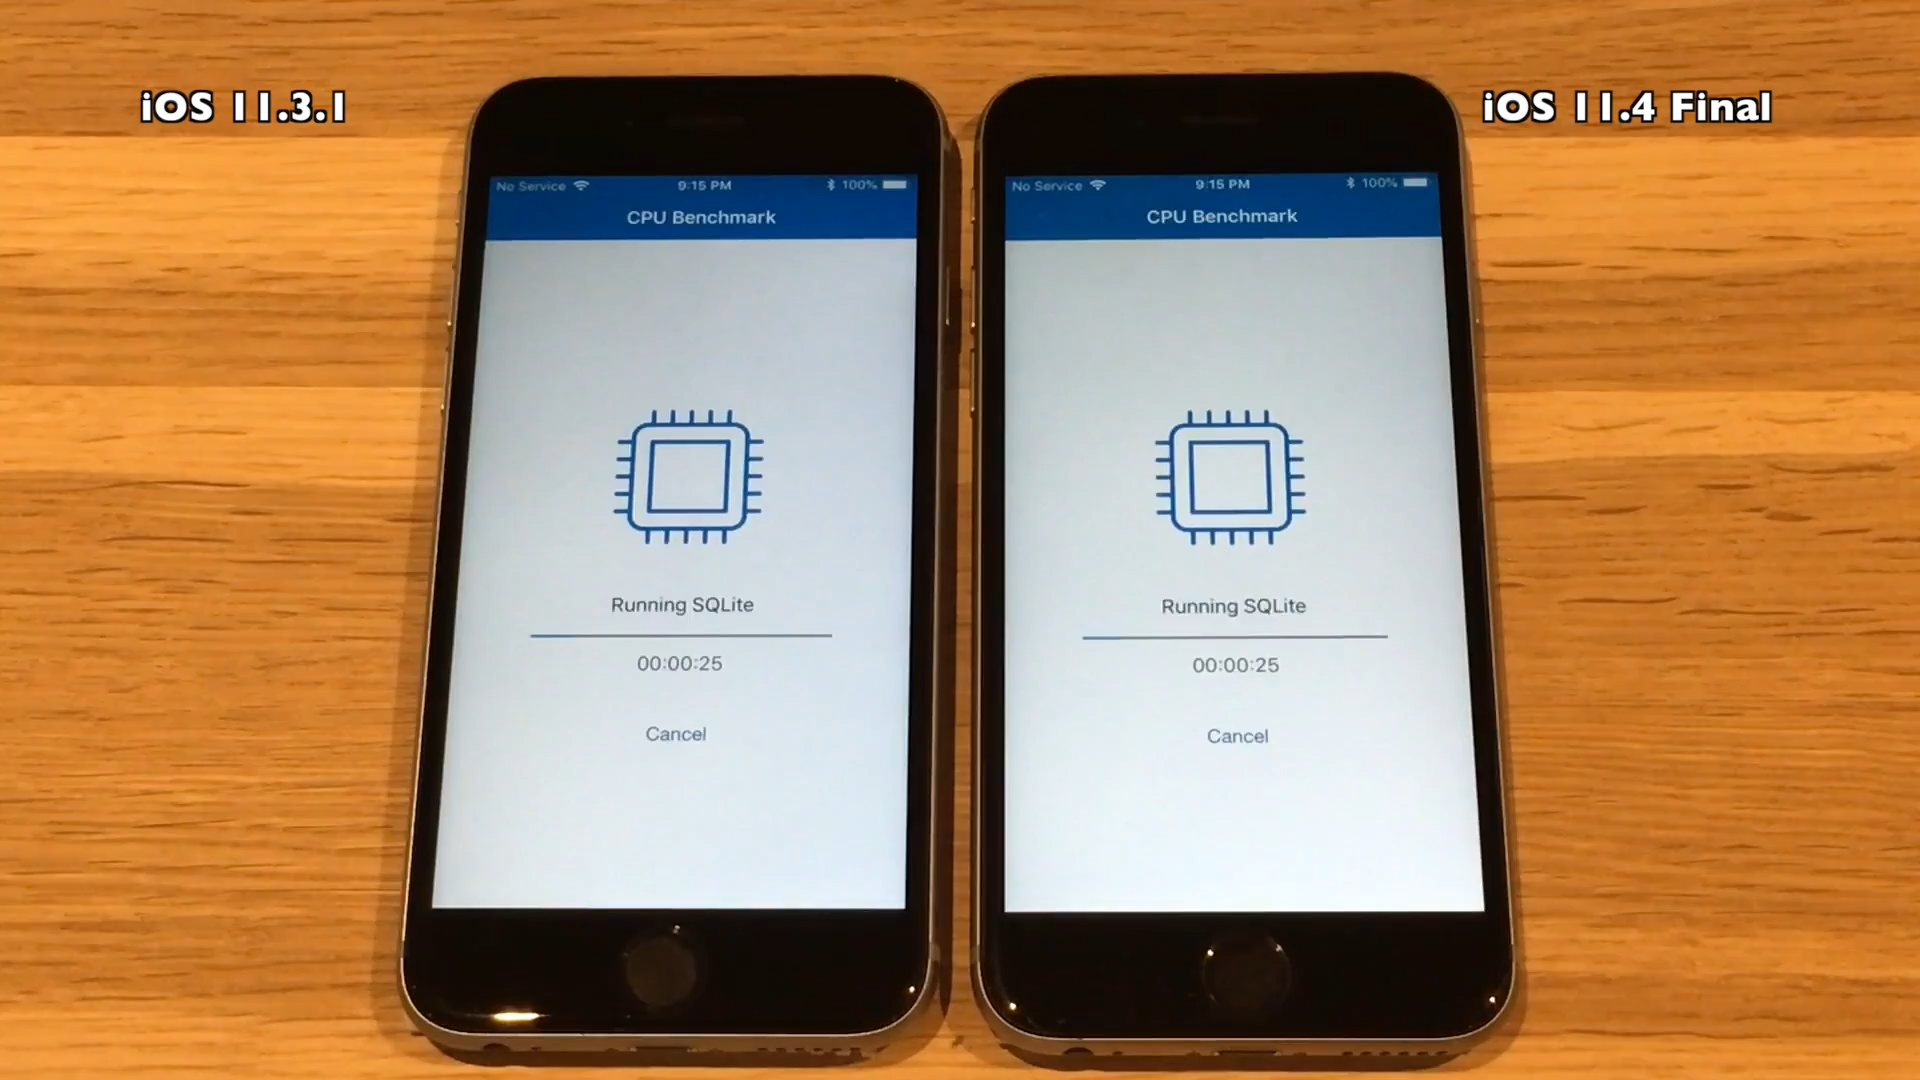 iOS 11.3.1
iOS 11.4 Final
No Service 9:15 PM 100%
CPU Benchmark
Running SQLite
00:00:25
Cancel
No Service 9:15 PM 100%
CPU Benchmark
Running SQLite
00:00:25
Cancel